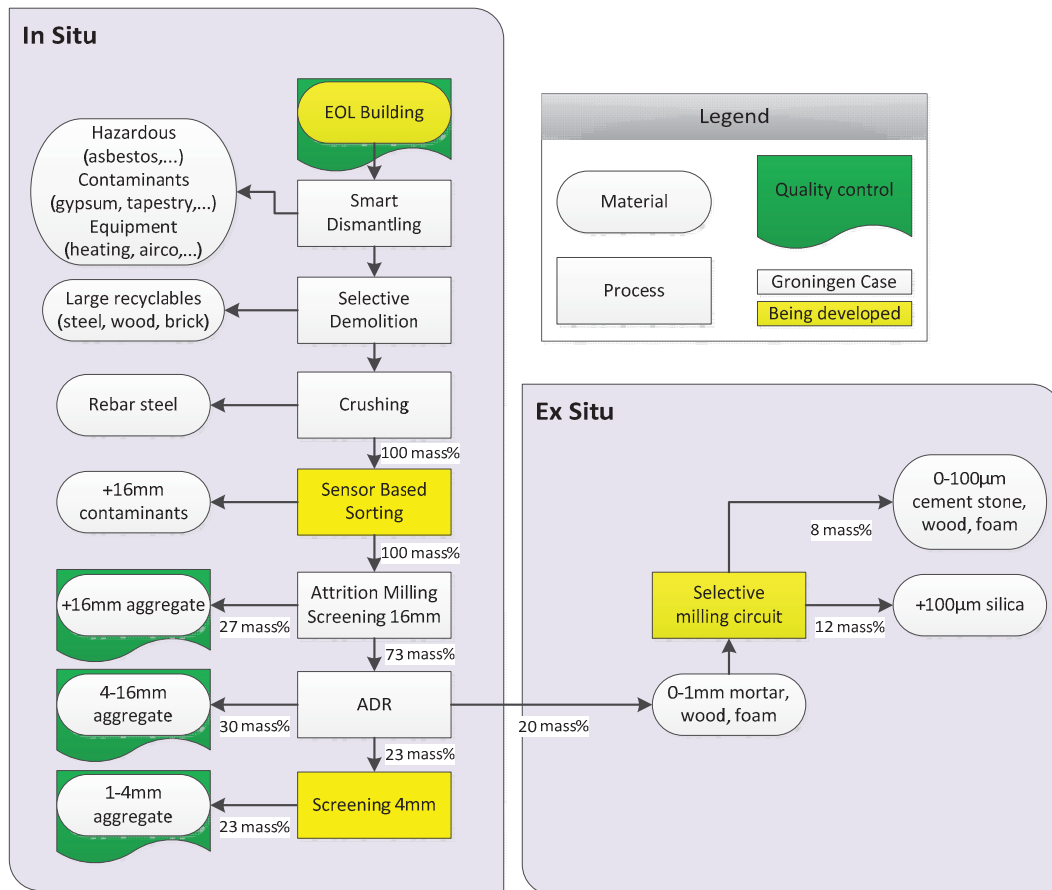 In Situ
EOL Building
Hazardous
(asbestos,...)
Contaminants
(gypsum, tapestry,...)
Equipment
(heating, airco,...)
Smart
Dismantling
Large recyclables
(steel, wood, brick)
Selective
Demolition
Rebar steel
Crushing
100 mass%
+16mm
contaminants
Sensor Based
Sorting
100 mass%
+16mm aggregate
27 mass%
Attrition Milling
Screening 16mm
73 mass%
4-16mm
aggregate
30 mass%
ADR
20 mass%
23 mass%
1-4mm
aggregate
23 mass%
Screening 4mm
Legend
Material
Quality control
Process
Groningen Case
Being developed
Ex Situ
0-100µm
cement stone,
wood, foam
8 mass%
Selective
milling circuit
+100µm silica
12 mass%
0-1mm mortar,
wood, foam